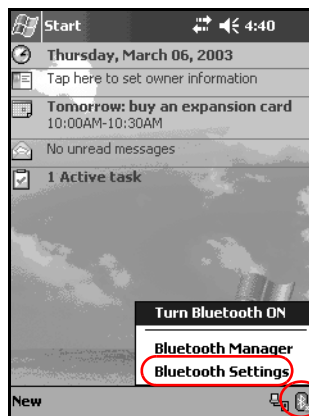 Start 4:40
Thursday, March 06, 2003
Tap here to set owner information
Tomorrow: buy an expansion card
10:00AM-10:30AM
No unread messages
1 Active task
Turn Bluetooth ON
Bluetooth Manager
Bluetooth Settings
New